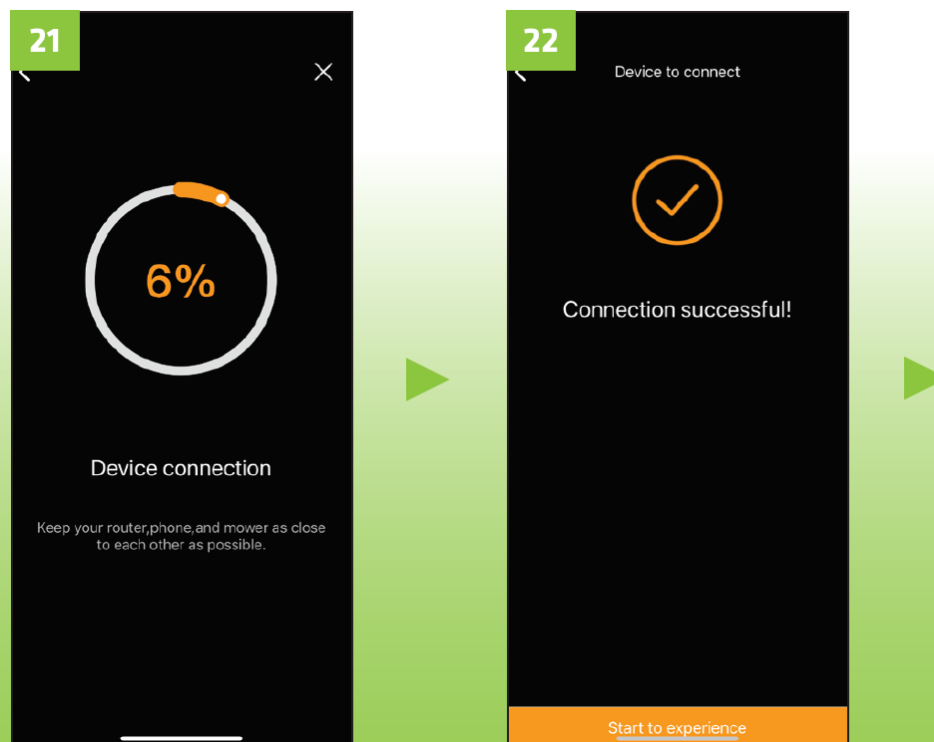 21
6%
Device connection
Keep your router,phone,and mower as close
to each other as possible.
22
Device to connect
Connection successful!
Start to experience